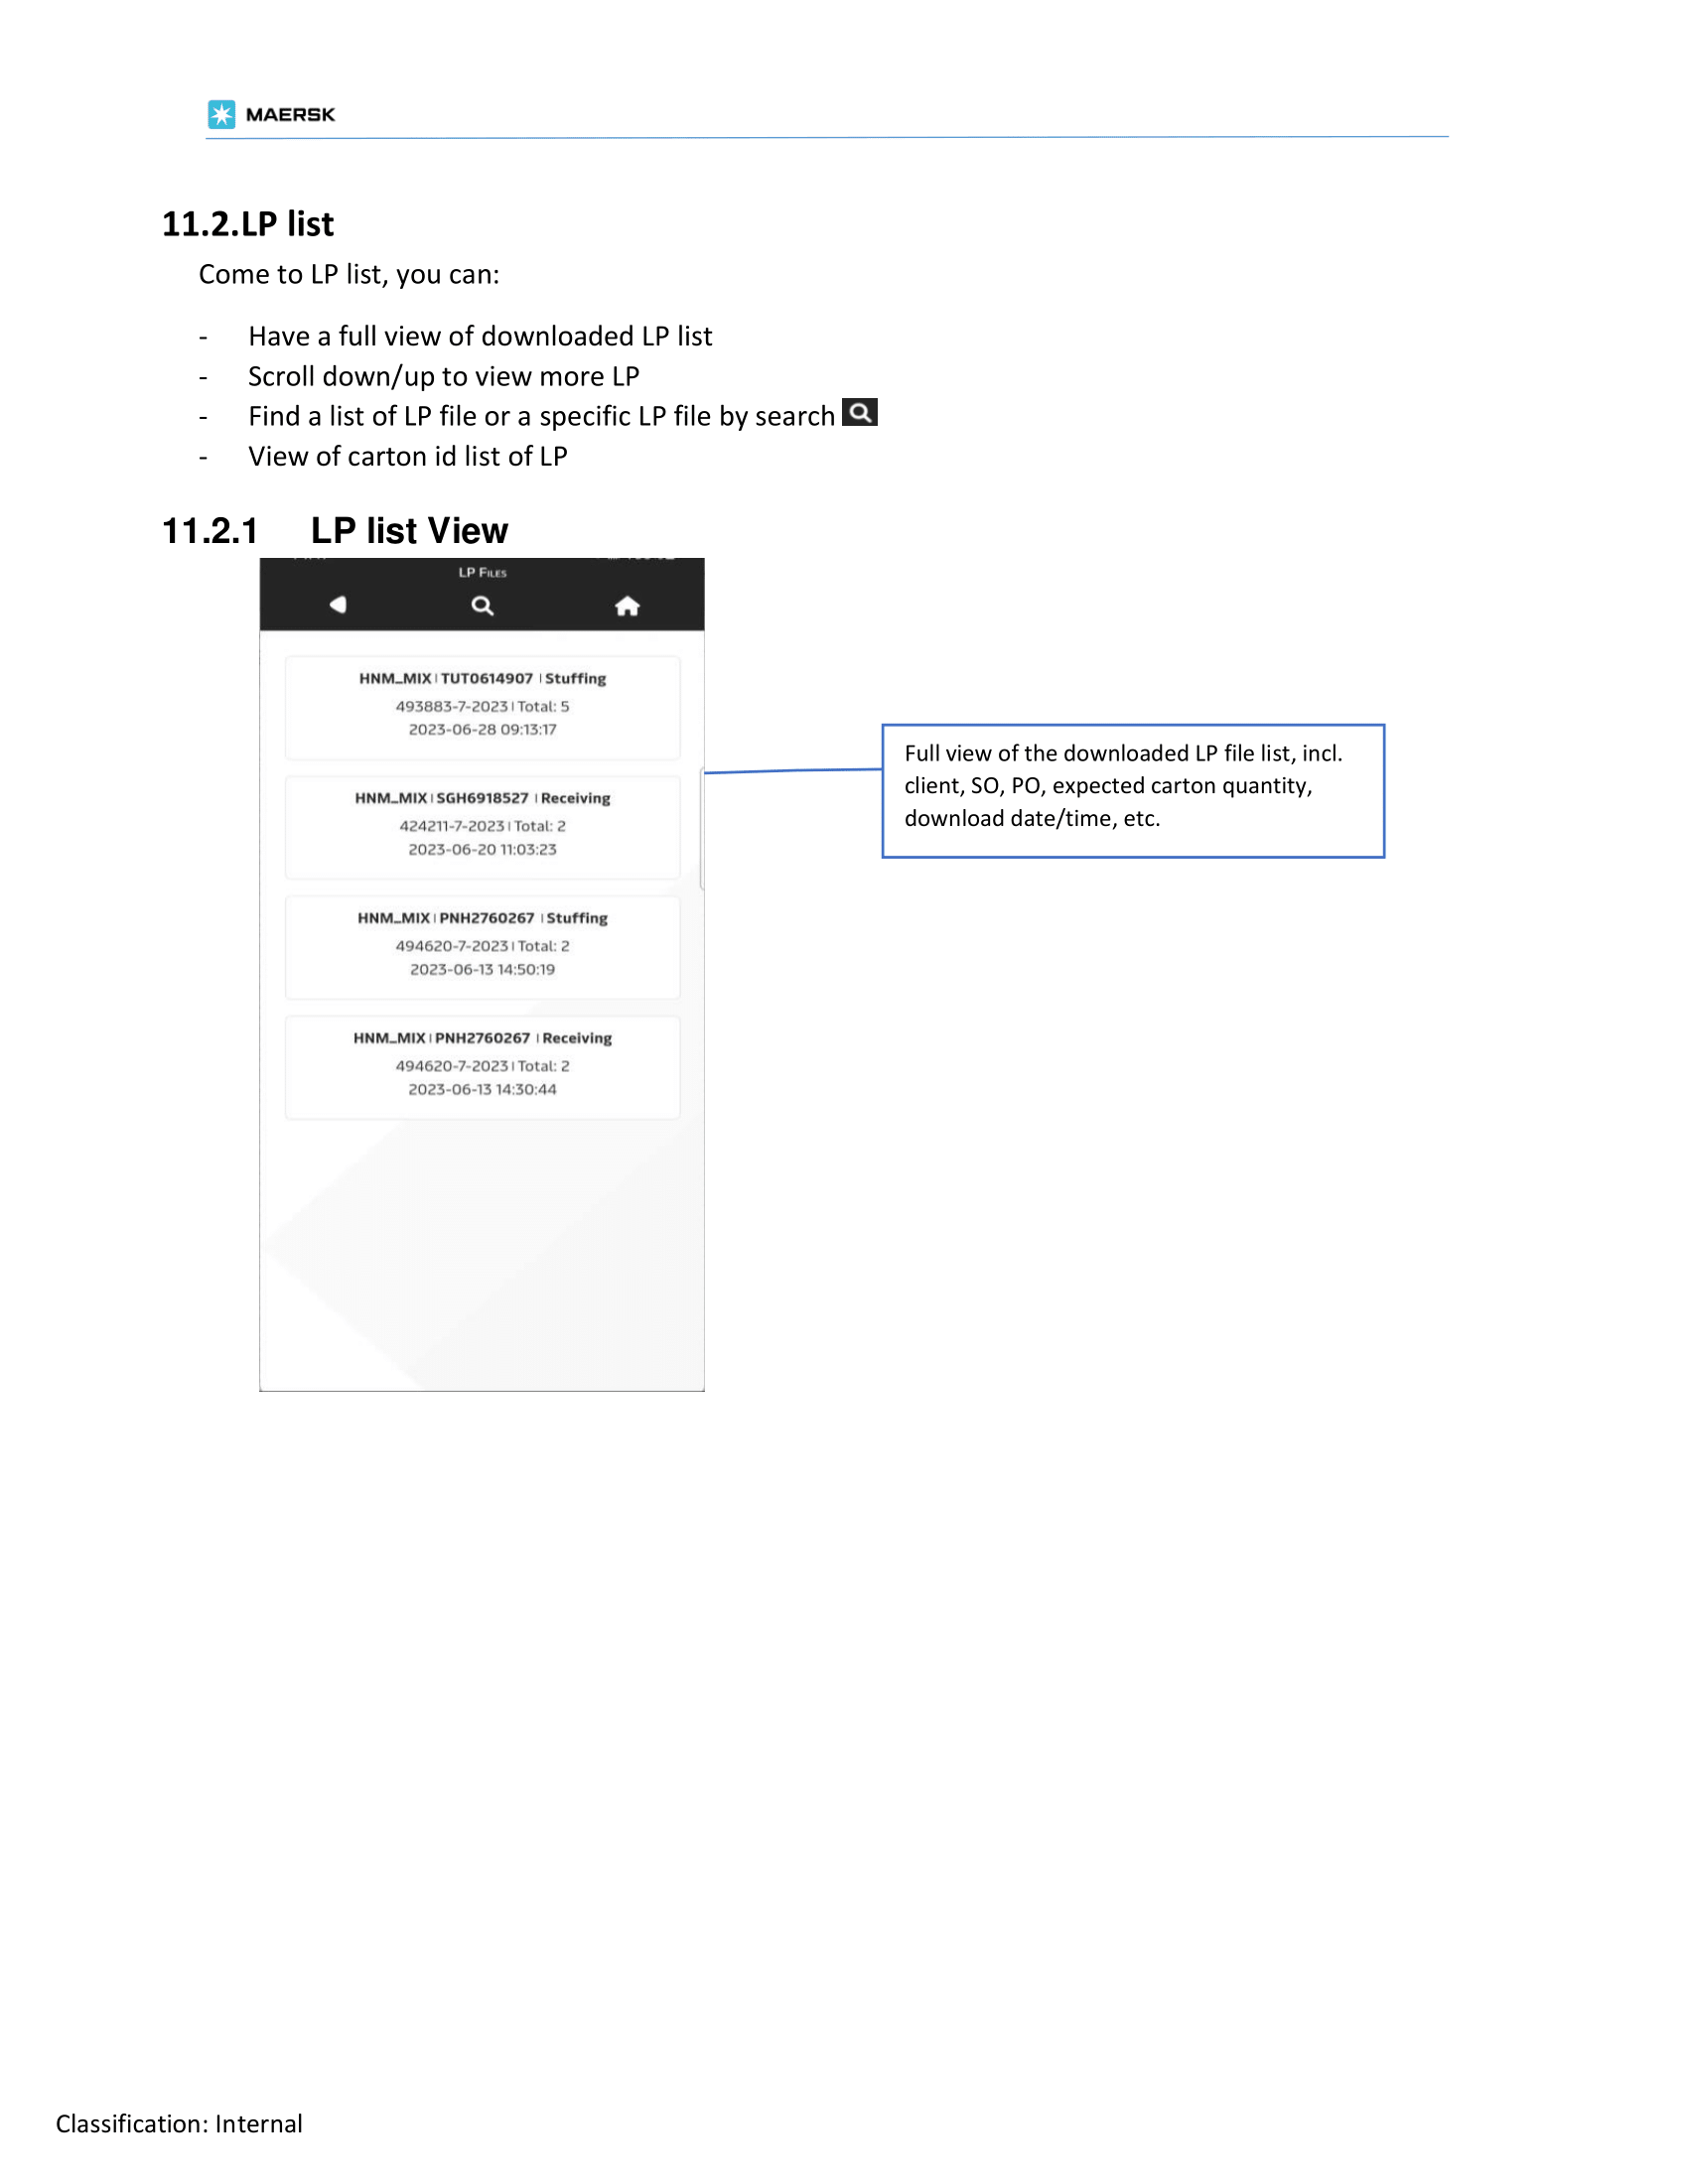 MAERSK
11.2.LP list
Come to LP list, you can:
- Have a full view of downloaded LP list
- Scroll down/up to view more LP
- Find a list of LP file or a specific LP file by search
- View of carton id list of LP
11.2.1 LP list View
LP Files
HNM_MIX | TUT0614907 | Stuffing
493883-7-2023 | Total: 5
2023-06-28 09:13:17
HNM_MIX | SGH6918527 | Receiving
424211-7-2023 | Total: 2
2023-06-20 11:03:23
HNM_MIX | PNH2760267 | Stuffing
494620-7-2023 | Total: 2
2023-06-13 14:50:19
HNM_MIX | PNH2760267 | Receiving
494620-7-2023 | Total: 2
2023-06-13 14:30:44
Full view of the downloaded LP file list, incl.
client, SO, PO, expected carton quantity,
download date/time, etc.
Classification: Internal